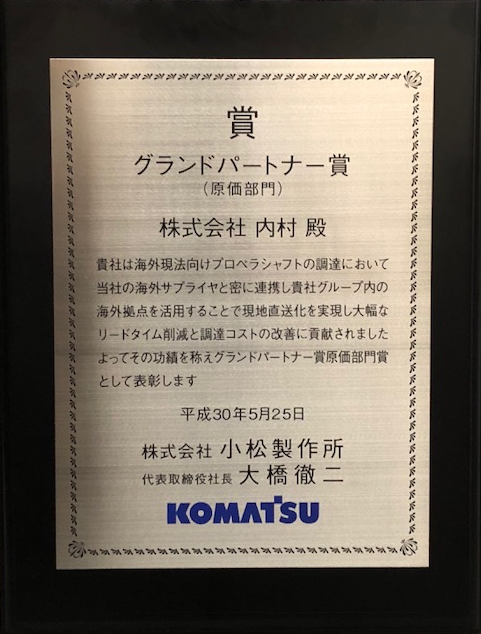 賞
グランドパートナー賞
（原価部門）
株式会社 内村 殿
貴社は海外現法向けプロペラシャフトの調達において
当社の海外サプライヤと密に連携し貴社グループ内の
海外拠点を活用することで現地直送化を実現し大幅な
リードタイム削減と調達コストの改善に貢献されました
よってその功績を称えグランドパートナー賞原価部門賞
として表彰します
平成30年5月25日
株式会社 小松製作所
代表取締役社長 大橋徹二
KOMATSU